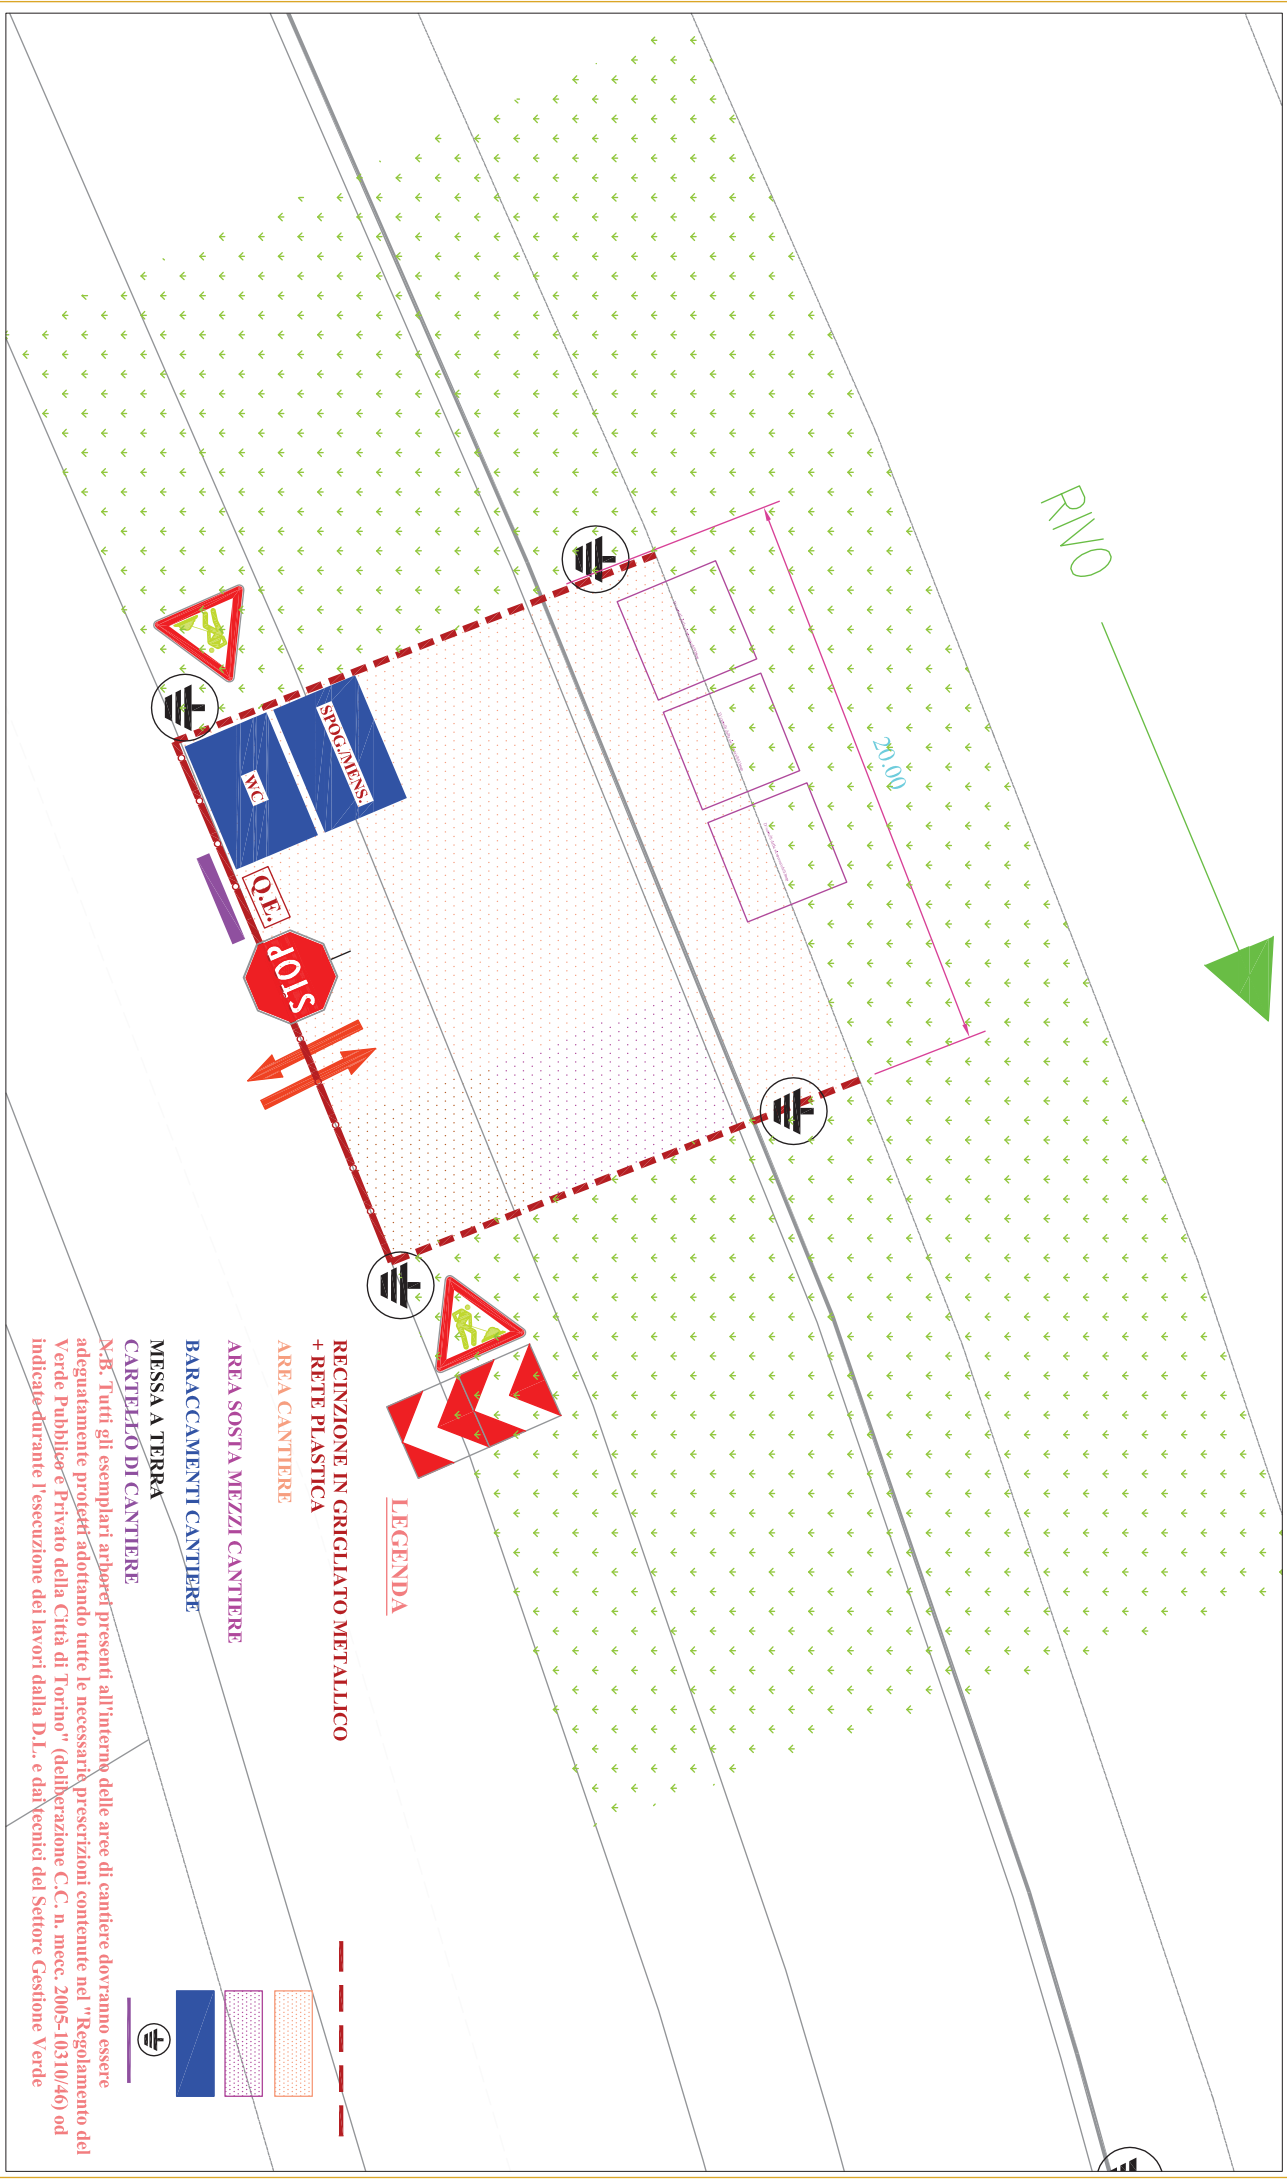 RIVO
20.00
SPOG./MENS.
WC
Q.E.
STOP
LEGENDA
RECINZIONE IN GRIGLIATO METALLICO
+ RETE PLASTICA
AREA CANTIERE
AREA SOSTA MEZZI CANTIERE
BARACCAMENTI CANTIERE
MESSA A TERRA
CARTELLO DI CANTIERE
N.B. Tutti gli esemplari arborei presenti all'interno delle aree di cantiere dovranno essere
adeguatamente protetti adottando tutte le necessarie prescrizioni contenute nel "Regolamento del
Verde Pubblico e Privato della Città di Torino" (deliberazione C.C. n. mecc. 2005-10310/46) od
indicate durante l'esecuzione dei lavori dalla D.L. e dai tecnici del Settore Gestione Verde